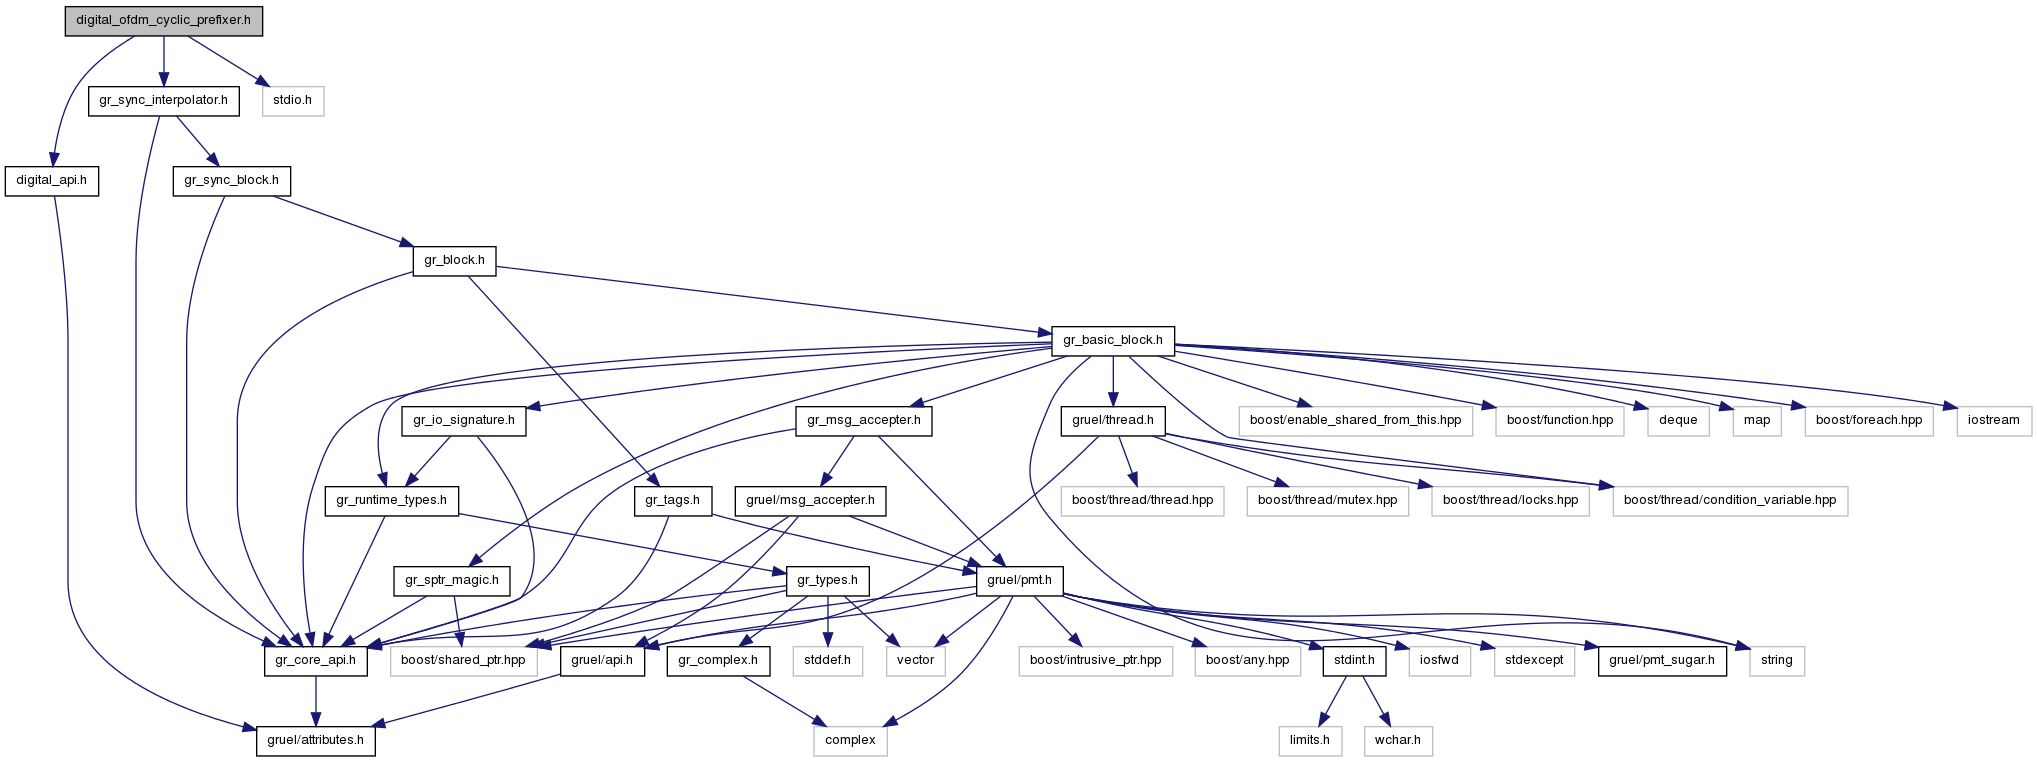 digital_ofdm_cyclic_prefixer.h
gr_sync_interpolator.h
stdio.h
digital_api.h
gr_sync_block.h
gr_block.h
gr_basic_block.h
gr_io_signature.h
gr_msg_accepter.h
gruel/thread.h
boost/enable_shared_from_this.hpp
boost/function.hpp
deque
map
boost/foreach.hpp
iostream
gr_runtime_types.h
gr_tags.h
gruel/msg_accepter.h
boost/thread/thread.hpp
boost/thread/mutex.hpp
boost/thread/locks.hpp
boost/thread/condition_variable.hpp
gr_sptr_magic.h
gr_types.h
gruel/pmt.h
gr_core_api.h
boost/shared_ptr.hpp
gruel/api.h
gr_complex.h
stddef.h
vector
boost/intrusive_ptr.hpp
boost/any.hpp
stdint.h
iosfwd
stdexcept
gruel/pmt_sugar.h
string
gruel/attributes.h
complex
limits.h
wchar.h